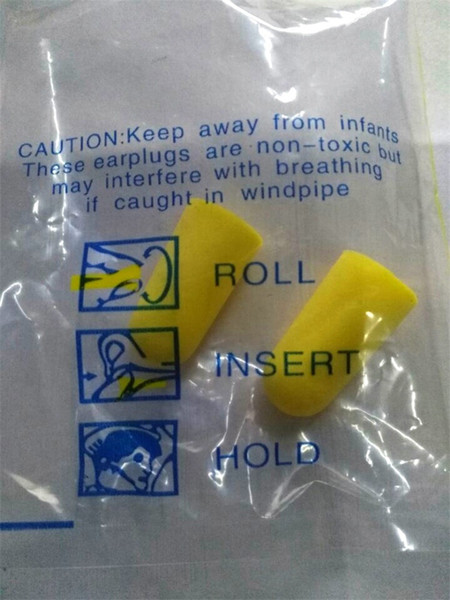 CAUTION:Keep away from infants
These earplugs are non-toxic but
may interfere with breathing
if caught in windpipe
ROLL
INSERT
HOLD